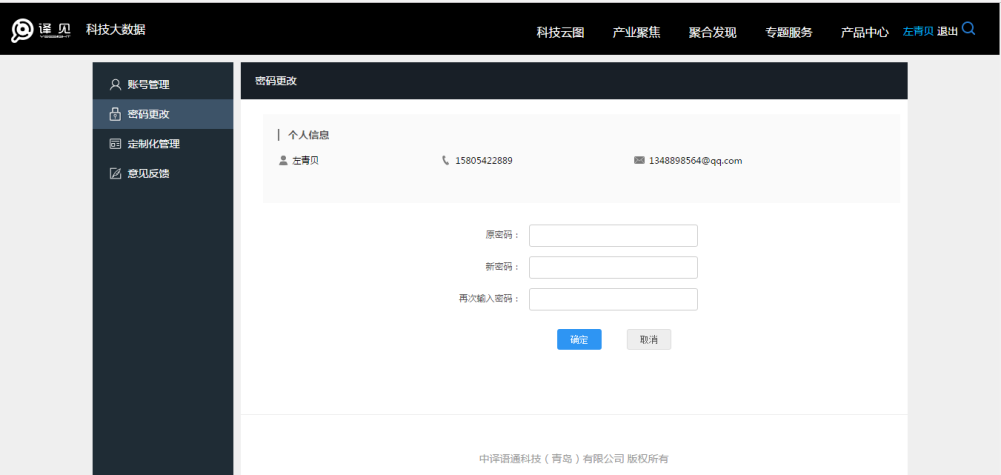 译见 科技大数据 科技云图 产业聚焦 聚合发现 专题服务 产品中心 左青贝 退出
账号管理
密码更改
定制化管理
意见反馈
密码更改
个人信息
左青贝 15805422889 1348898564@qq.com
原密码：
新密码：
再次输入密码：
确定 取消
中译语通科技（青岛）有限公司 版权所有